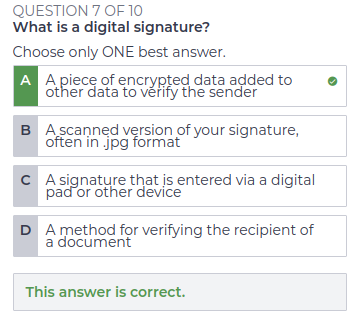 QUESTION 7 OF 10
What is a digital signature?
Choose only ONE best answer.
A A piece of encrypted data added to
other data to verify the sender
B A scanned version of your signature,
often in .jpg format
C A signature that is entered via a digital
pad or other device
D A method for verifying the recipient of
a document
This answer is correct.